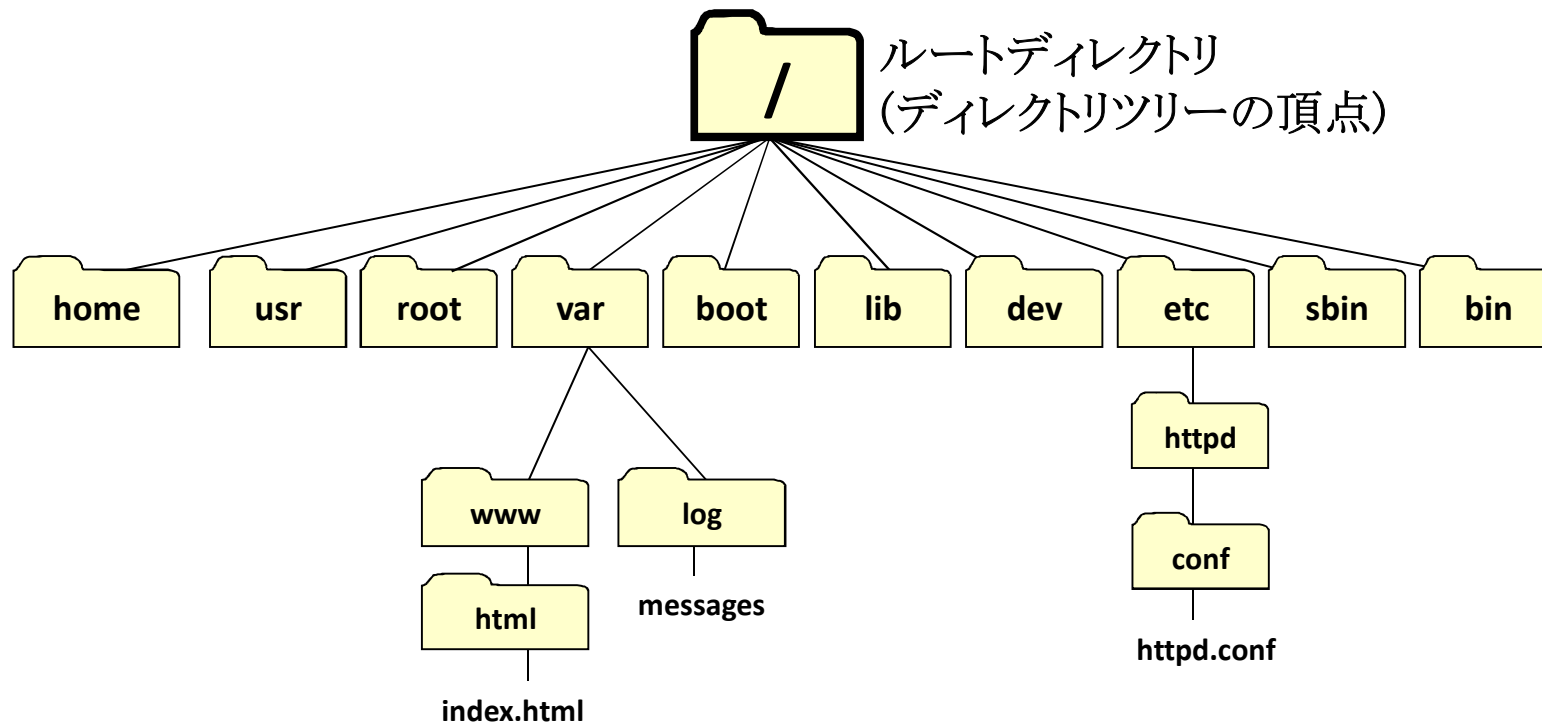 /
ルートディレクトリ
(ディレクトリツリーの頂点)
home
usr
root
var
boot
lib
dev
etc
sbin
bin
httpd
www
log
conf
html
messages
httpd.conf
index.html